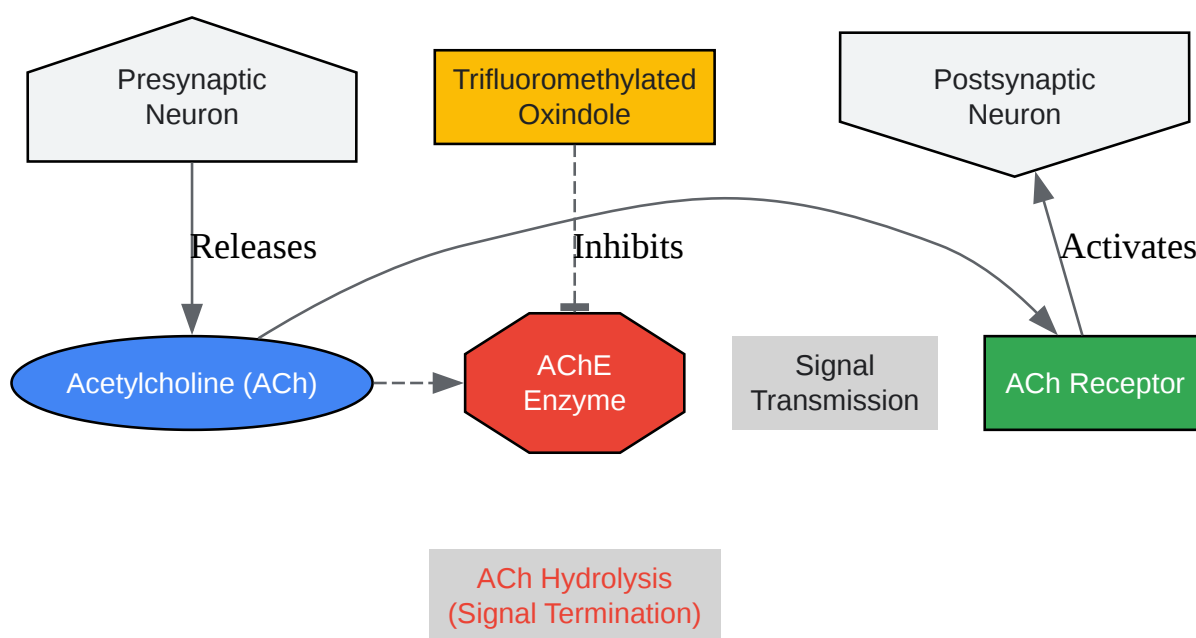 Presynaptic
Neuron
Trifluoromethylated
Oxindole
Postsynaptic
Neuron
Releases
Inhibits
Activates
Acetylcholine (ACh)
AChE
Enzyme
Signal
Transmission
ACh Receptor
ACh Hydrolysis
(Signal Termination)